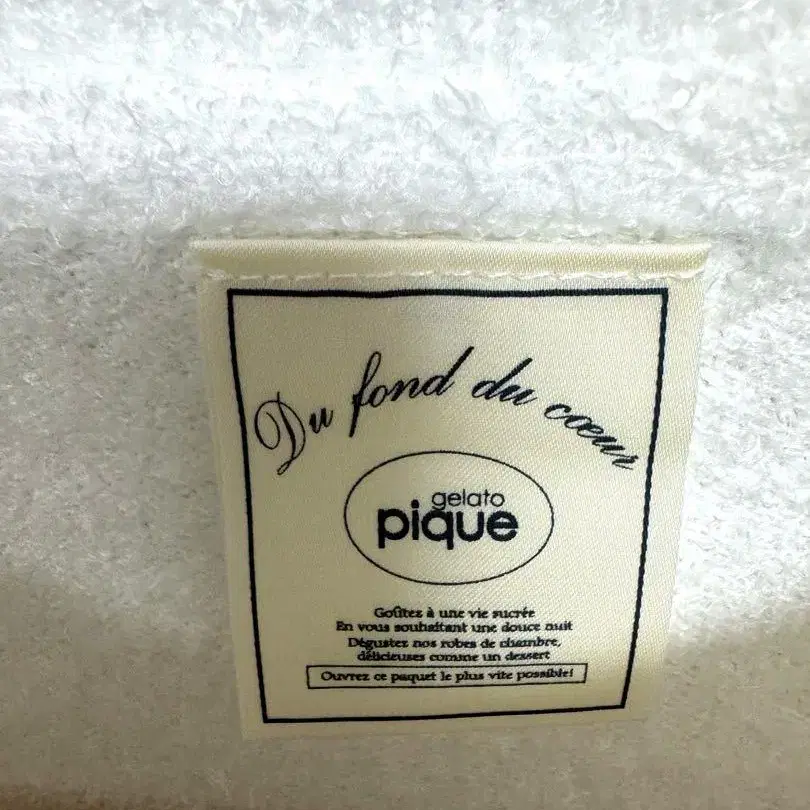 Du fond du cœur
gelato
pique
Goûtez à une vie sucrée
En vous souhaitant une douce nuit
Dégustez nos robes de chambre,
délicieuses comme un dessert
Ouvrez ce paquet le plus vite possible!